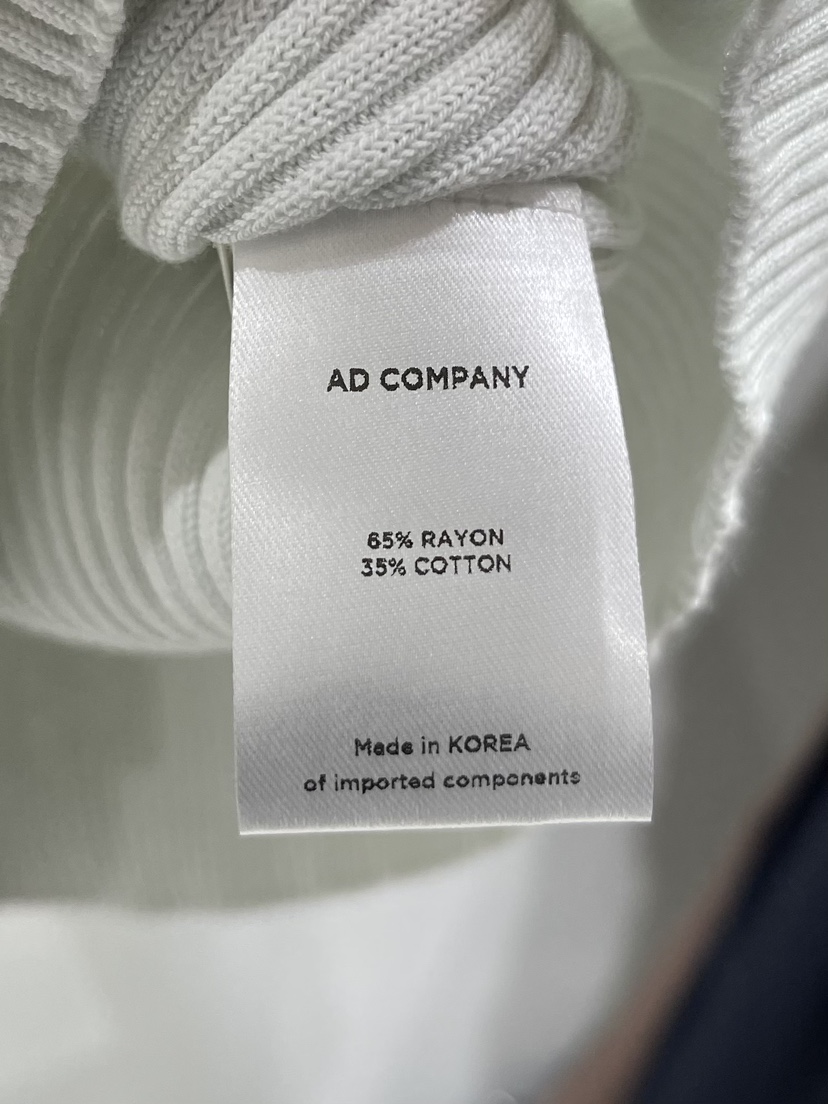 AD COMPANY
65% RAYON
35% COTTON
Made in KOREA
of imported components